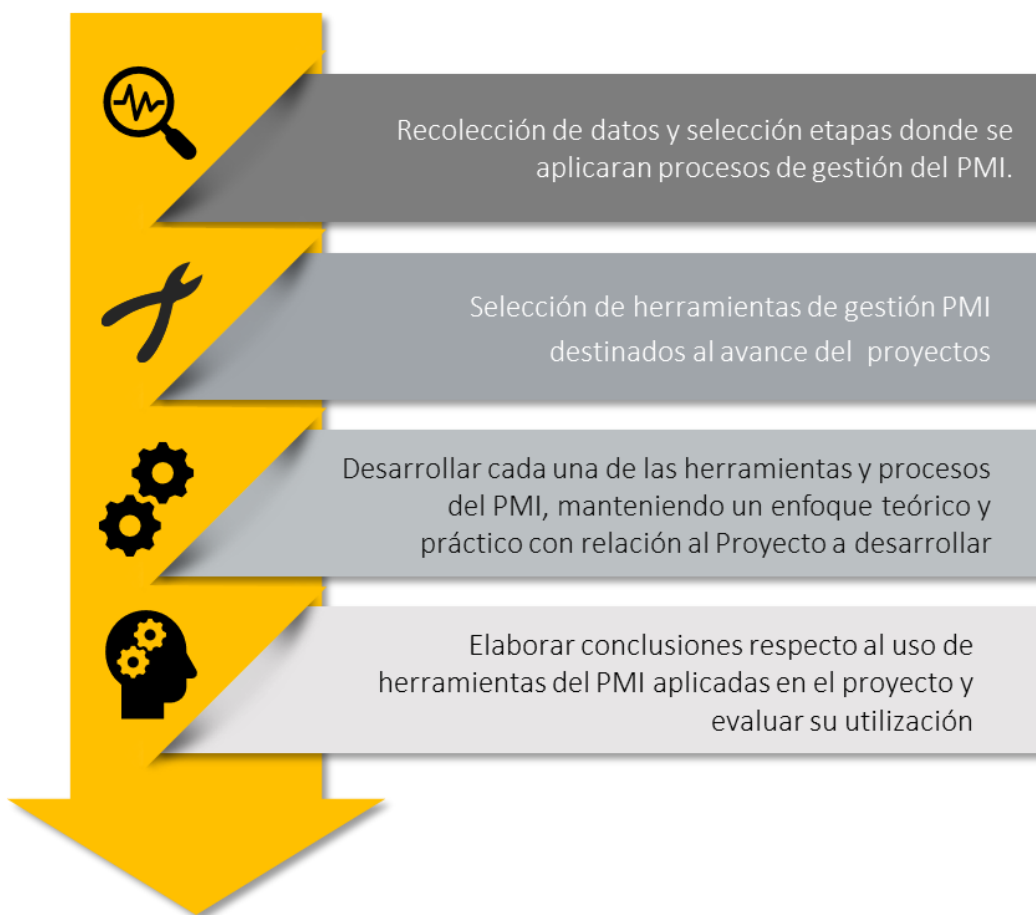 Recolección de datos y selección etapas donde se
aplicaran procesos de gestión del PMI.
Selección de herramientas de gestión PMI
destinados al avance del proyectos
Desarrollar cada una de las herramientas y procesos
del PMI, manteniendo un enfoque teórico y
práctico con relación al Proyecto a desarrollar
Elaborar conclusiones respecto al uso de
herramientas del PMI aplicadas en el proyecto y
evaluar su utilización